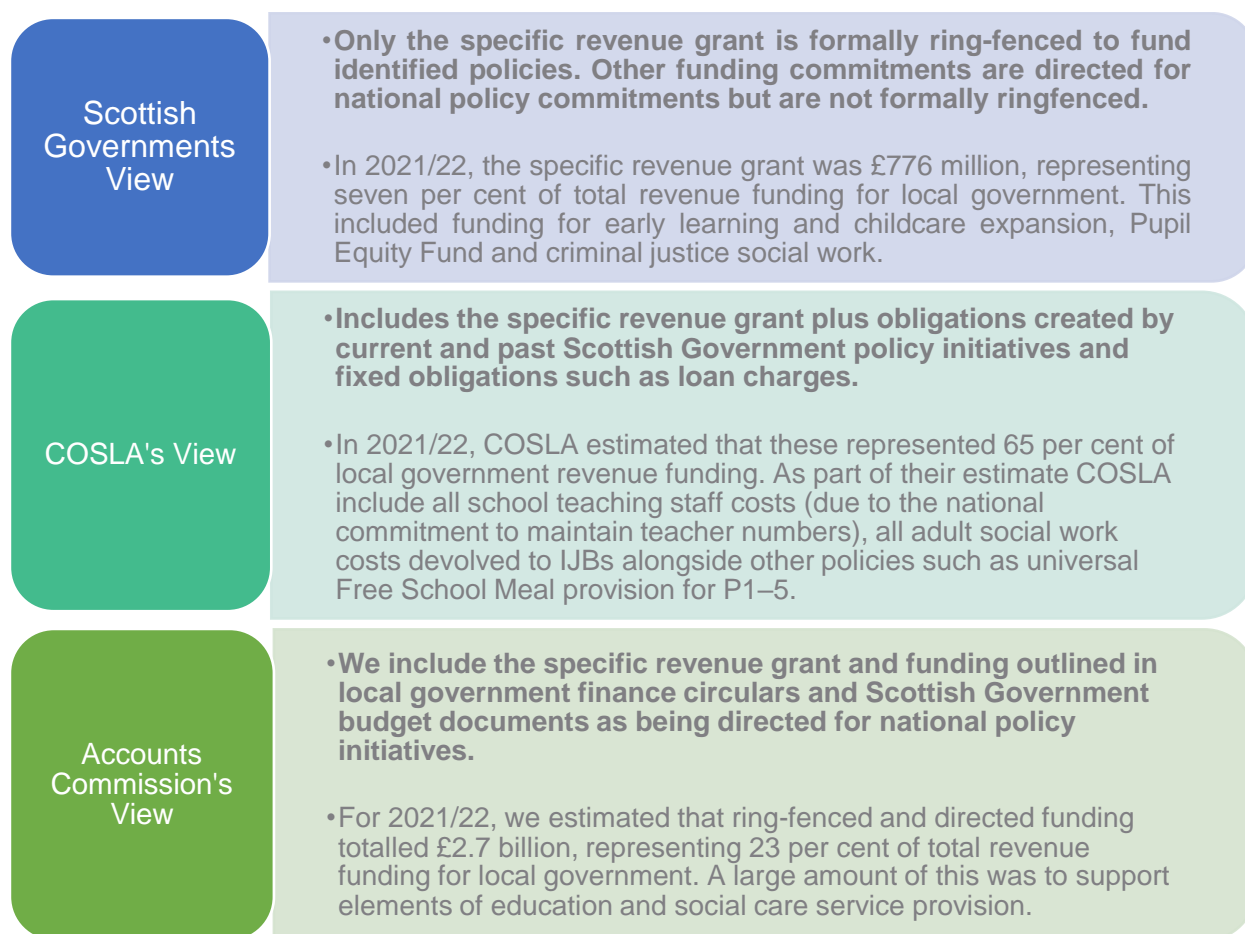 Scottish
Governments
View
•Only the specific revenue grant is formally ring-fenced to fund
identified policies. Other funding commitments are directed for
national policy commitments but are not formally ringfenced.
•In 2021/22, the specific revenue grant was £776 million, representing
seven per cent of total revenue funding for local government. This
included funding for early learning and childcare expansion, Pupil
Equity Fund and criminal justice social work.
COSLA's View
•Includes the specific revenue grant plus obligations created by
current and past Scottish Government policy initiatives and
fixed obligations such as loan charges.
•In 2021/22, COSLA estimated that these represented 65 per cent of
local government revenue funding. As part of their estimate COSLA
include all school teaching staff costs (due to the national
commitment to maintain teacher numbers), all adult social work
costs devolved to IJBs alongside other policies such as universal
Free School Meal provision for P1–5.
Accounts
Commission's
View
•We include the specific revenue grant and funding outlined in
local government finance circulars and Scottish Government
budget documents as being directed for national policy
initiatives.
•For 2021/22, we estimated that ring-fenced and directed funding
totalled £2.7 billion, representing 23 per cent of total revenue
funding for local government. A large amount of this was to support
elements of education and social care service provision.